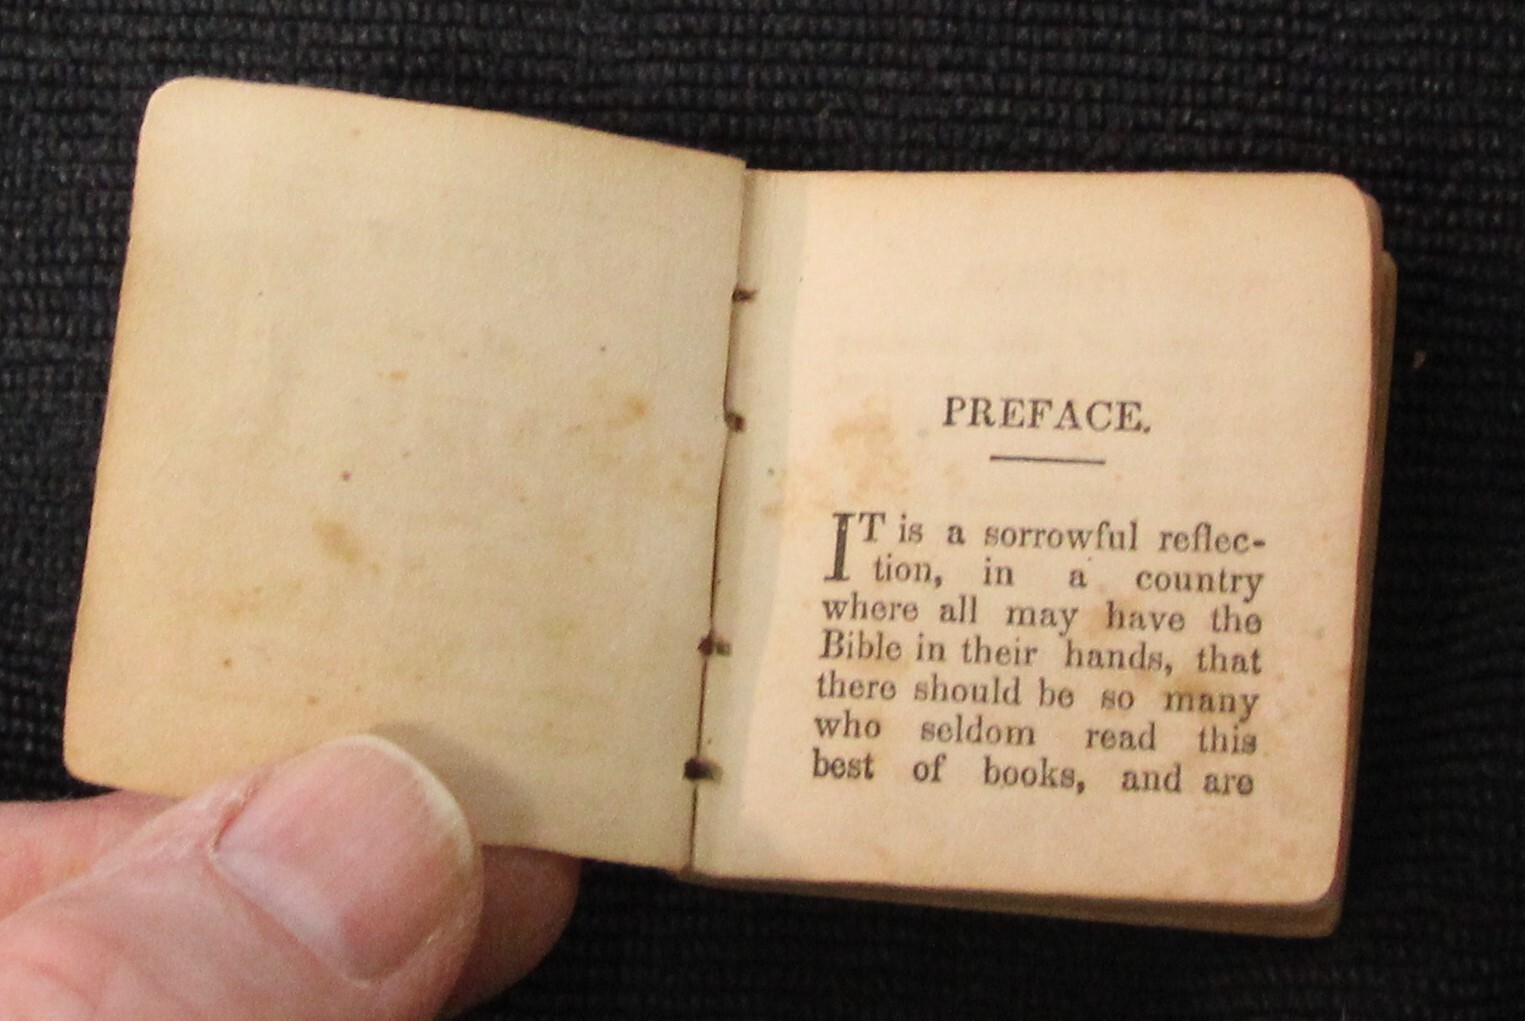 PREFACE.
IT is a sorrowful reflec-
tion, in a country
where all may have the
Bible in their hands, that
there should be so many
who seldom read this
best of books, and are